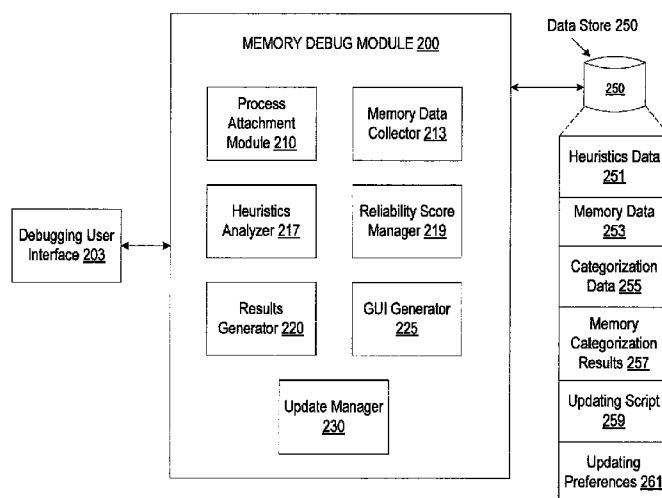 Data Store 250
MEMORY DEBUG MODULE 200
250
Process
Attachment
Module 210
Memory Data
Collector 213
Heuristics Data
251
Memory Data
253
Heuristics
Analyzer 217
Reliability Score
Manager 219
Debugging User
Interface 203
Categorization
Data 255
Results
Generator 220
GUI Generator
225
Memory
Categorization
Results 257
Update Manager
230
Updating Script
259
Updating
Preferences 261